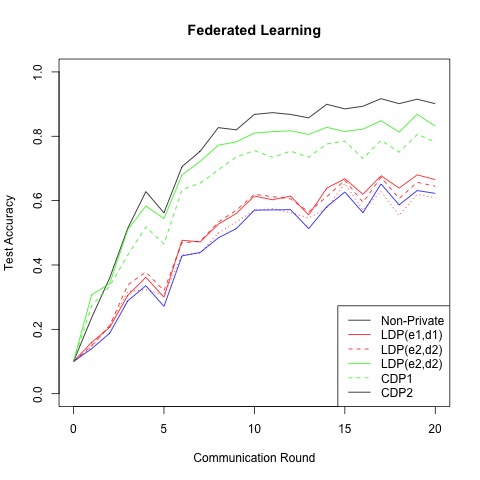 Federated Learning
Test Accuracy
1.0
0.8
0.6
0.4
0.2
0.0
Non-Private
LDP(e1,d1)
LDP(e2,d2)
LDP(e2,d2)
CDP1
CDP2
0 5 10 15 20
Communication Round